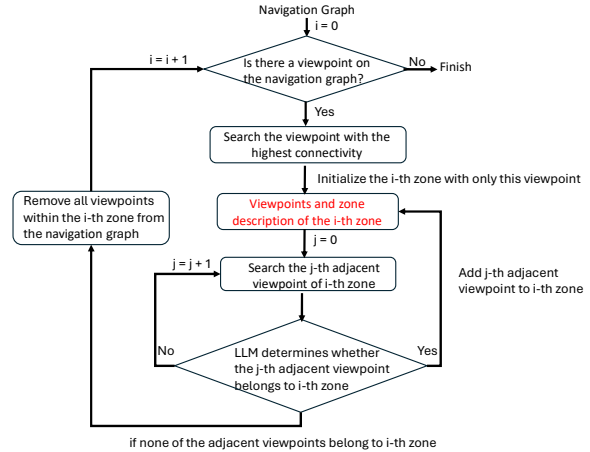 Navigation Graph
i = 0
i = i + 1
Is there a viewpoint on
the navigation graph?
No
Finish
Yes
Search the viewpoint with the
highest connectivity
Initialize the i-th zone with only this viewpoint
Remove all viewpoints
within the i-th zone from
the navigation graph
Viewpoints and zone
description of the i-th zone
j = 0
j = j + 1
Search the j-th adjacent
viewpoint of i-th zone
Add j-th adjacent
viewpoint to i-th zone
No
LLM determines whether
the j-th adjacent viewpoint
belongs to i-th zone
Yes
if none of the adjacent viewpoints belong to i-th zone